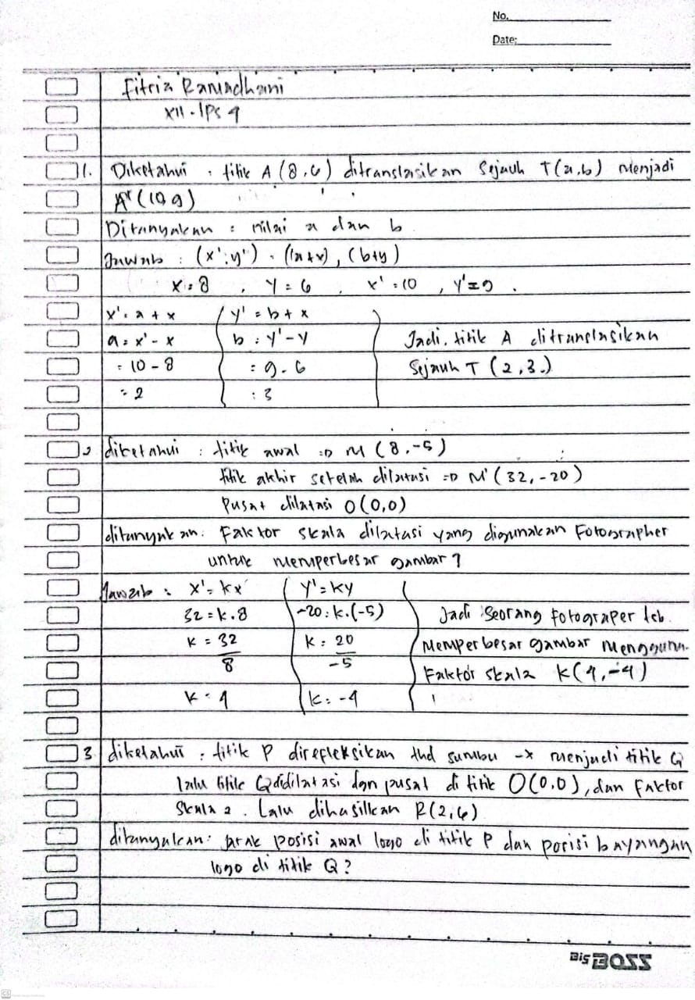 No.
Date:
Fitria Ramadhani
XII - IPS 4
1. Diketahui : titik A (8,6) ditranslasikan sejauh T(a,b) menjadi
A'(10,9)
Ditanyakan : nilai a dan b
Jawab : (x',y') = (a+x), (b+y)
x = 8 , y = 6 , x' = 10 , y' = 9 .
x' = a + x y' = b + x
a = x' - x b = y' - y Jadi, titik A ditranslasikan
= 10 - 8 = 9 - 6 sejauh T (2,3)
= 2 = 3
2 diketahui : titik awal => M (8,-5)
titik akhir setelah dilatasi => M' (32,-20)
Pusat dilatasi O(0,0)
ditanyakan : Faktor skala dilatasi yang digunakan Fotographer
untuk memperbesar gambar ?
Jawab : x' = kx y' = ky
32 = k.8 -20 = k.(-5) Jadi seorang fotograper tsb
k = 32 k = 20 memperbesar gambar menggunn.
8 -5 Faktor skala k(4,-4)
k = 4 k = -4
3 diketahui : titik P direfleksikan thd sumbu -x menjadi titik Q
lalu titik Q didilatasi dgn pusat di titik O(0,0), dan faktor
skala 2 . Lalu dihasilkan R(2,6)
ditanyakan : jarak posisi awal logo di titik P dan posisi bayangan
logo di titik Q ?
Big BOSS
CS